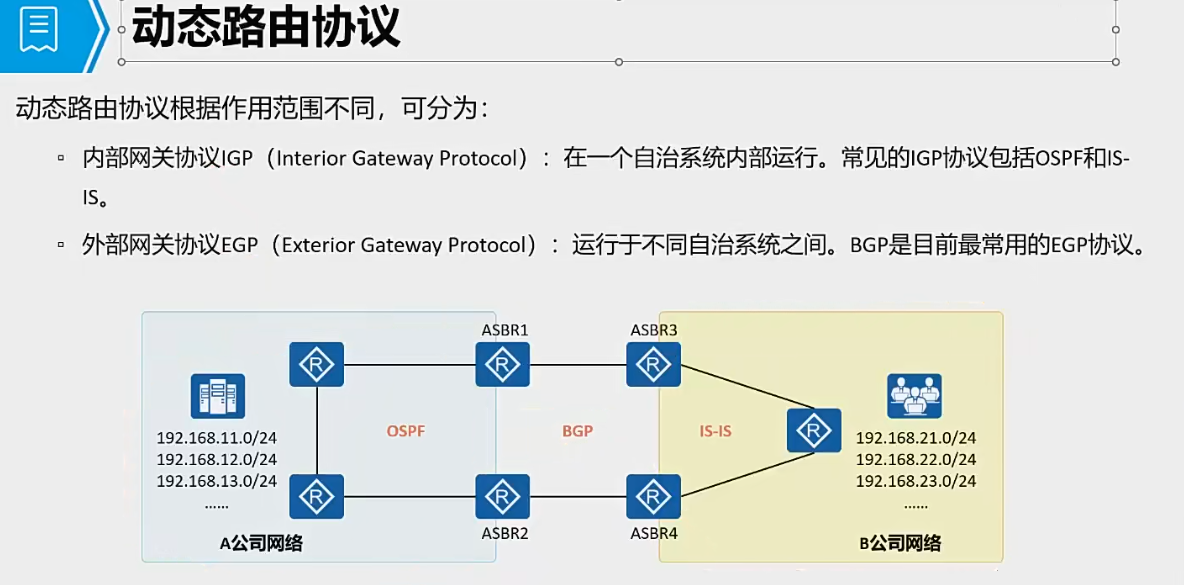 动态路由协议
动态路由协议根据作用范围不同，可分为：
▫ 内部网关协议IGP（Interior Gateway Protocol）：在一个自治系统内部运行。常见的IGP协议包括OSPF和IS-
IS。
▫ 外部网关协议EGP（Exterior Gateway Protocol）：运行于不同自治系统之间。BGP是目前最常用的EGP协议。
ASBR1
ASBR3
R
R
R
192.168.11.0/24
192.168.12.0/24
192.168.13.0/24
……
OSPF
BGP
IS-IS
R
192.168.21.0/24
192.168.22.0/24
192.168.23.0/24
……
R
R
R
ASBR2
ASBR4
A公司网络
B公司网络